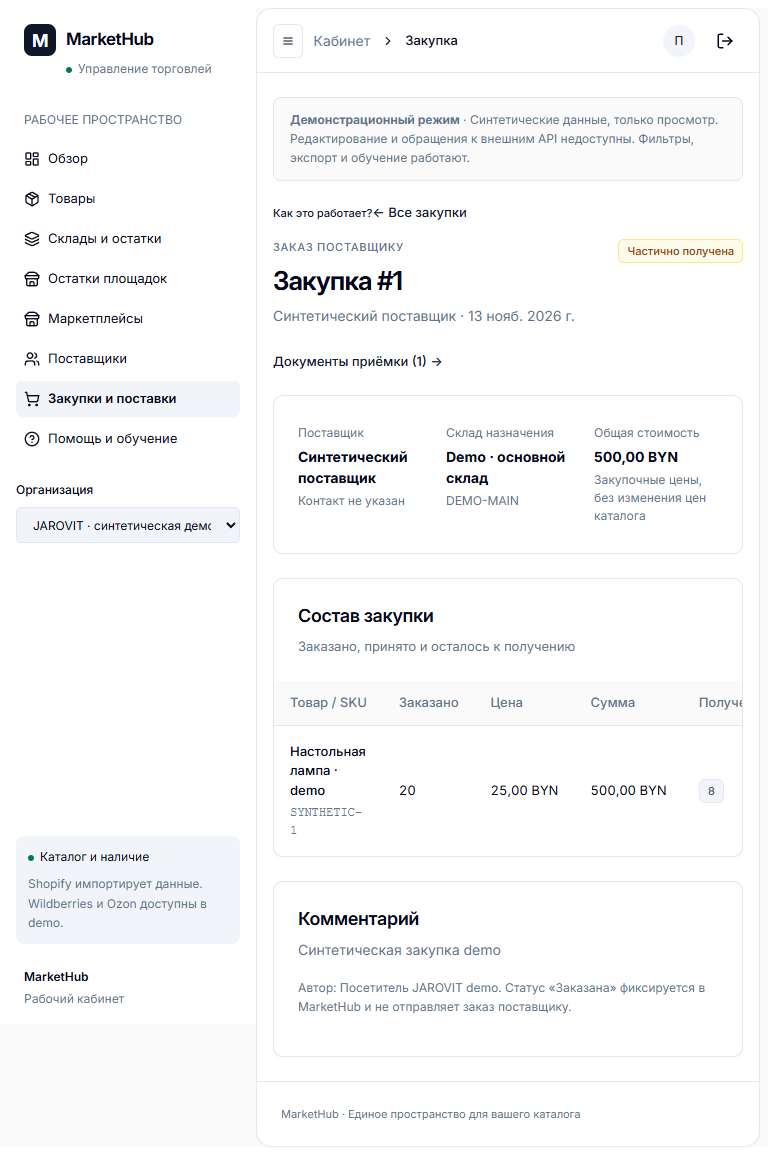 M MarketHub
Управление торговлей
РАБОЧЕЕ ПРОСТРАНСТВО
Обзор
Товары
Склады и остатки
Остатки площадок
Маркетплейсы
Поставщики
Закупки и поставки
Помощь и обучение
Организация
JAROVIT · синтетическая
Каталог и наличие
Shopify импортирует данные.
Wildberries и Ozon доступны в
demo.
MarketHub
Рабочий кабинет
Кабинет > Закупка
П
Демонстрационный режим · Синтетические данные, только просмотр.
Редактирование и обращения к внешним API недоступны. Фильтры,
экспорт и обучение работают.
Как это работает?← Все закупки
ЗАКАЗ ПОСТАВЩИКУ
Частично получена
Закупка #1
Синтетический поставщик · 13 нояб. 2026 г.
Документы приёмки (1) →
Поставщик
Синтетический
поставщик
Контакт не указан
Склад назначения
Demo · основной
склад
DEMO-MAIN
Общая стоимость
500,00 BYN
Закупочные цены,
без изменения цен
каталога
Состав закупки
Заказано, принято и осталось к получению
Товар / SKU Заказано Цена Сумма
Настольная
лампа ·
demo
SYNTHETIC-
1
20 25,00 BYN 500,00 BYN 8
Комментарий
Синтетическая закупка demo
Автор: Посетитель JAROVIT demo. Статус «Заказана» фиксируется в
MarketHub и не отправляет заказ поставщику.
MarketHub · Единое пространство для вашего каталога